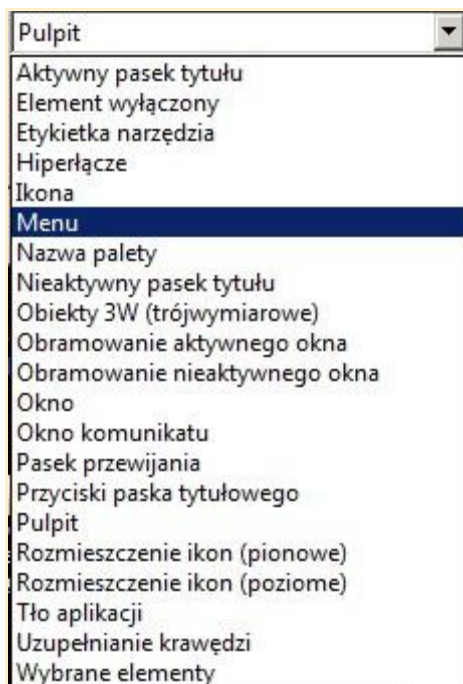 Pulpit
Aktywny pasek tytułu
Element wyłączony
Etykietka narzędzia
Hiperłącze
Ikona
Menu
Nazwa palety
Nieaktywny pasek tytułu
Obiekty 3W (trójwymiarowe)
Obramowanie aktywnego okna
Obramowanie nieaktywnego okna
Okno
Okno komunikatu
Pasek przewijania
Przyciski paska tytułowego
Pulpit
Rozmieszczenie ikon (pionowe)
Rozmieszczenie ikon (poziome)
Tło aplikacji
Uzupełnianie krawędzi
Wybrane elementy